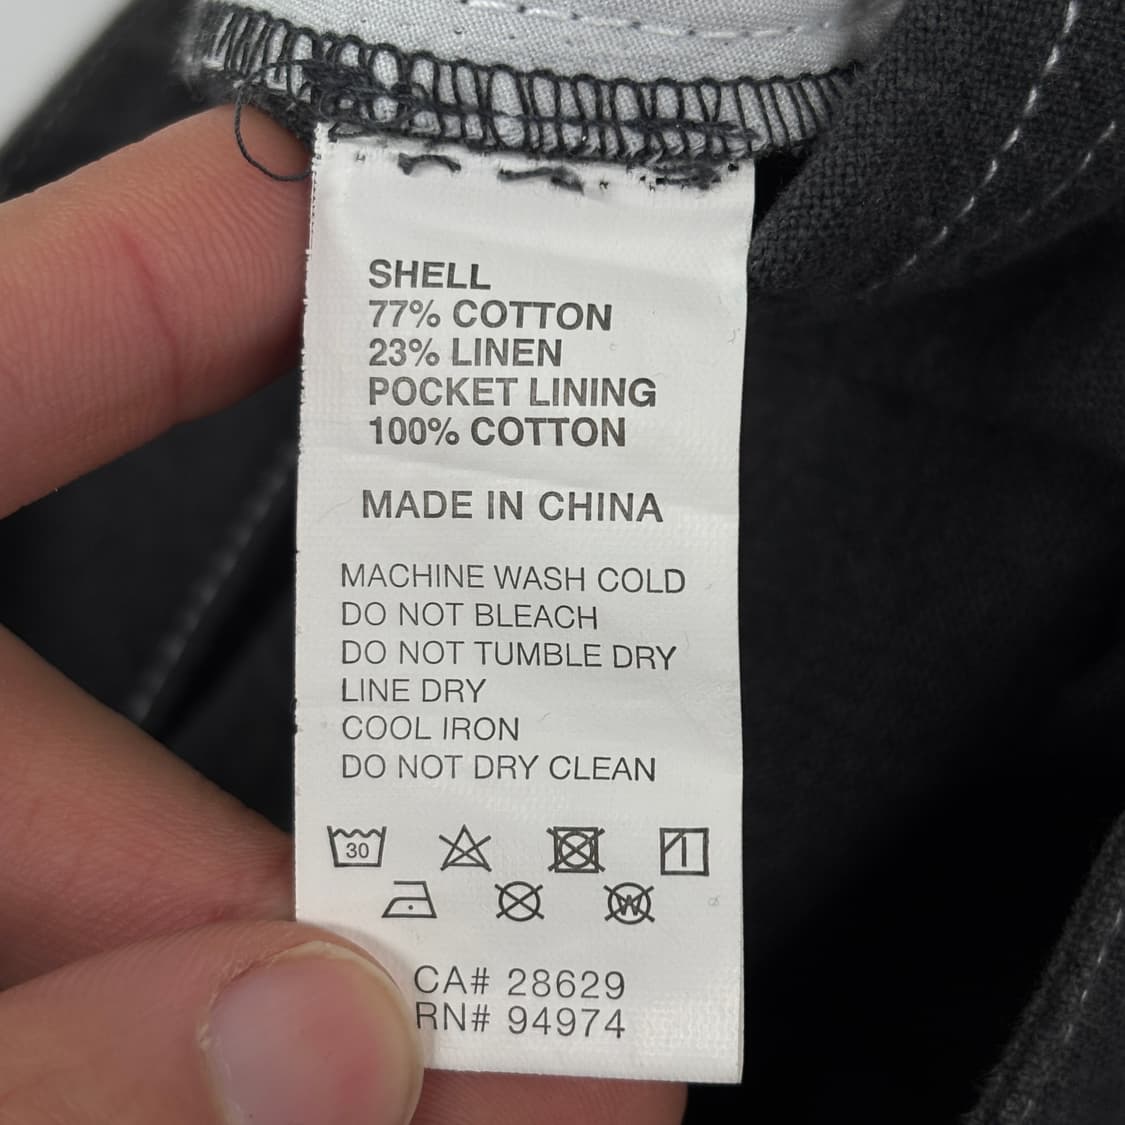 SHELL
77% COTTON
23% LINEN
POCKET LINING
100% COTTON
MADE IN CHINA
MACHINE WASH COLD
DO NOT BLEACH
DO NOT TUMBLE DRY
LINE DRY
COOL IRON
DO NOT DRY CLEAN
30
W
CA# 28629
RN# 94974